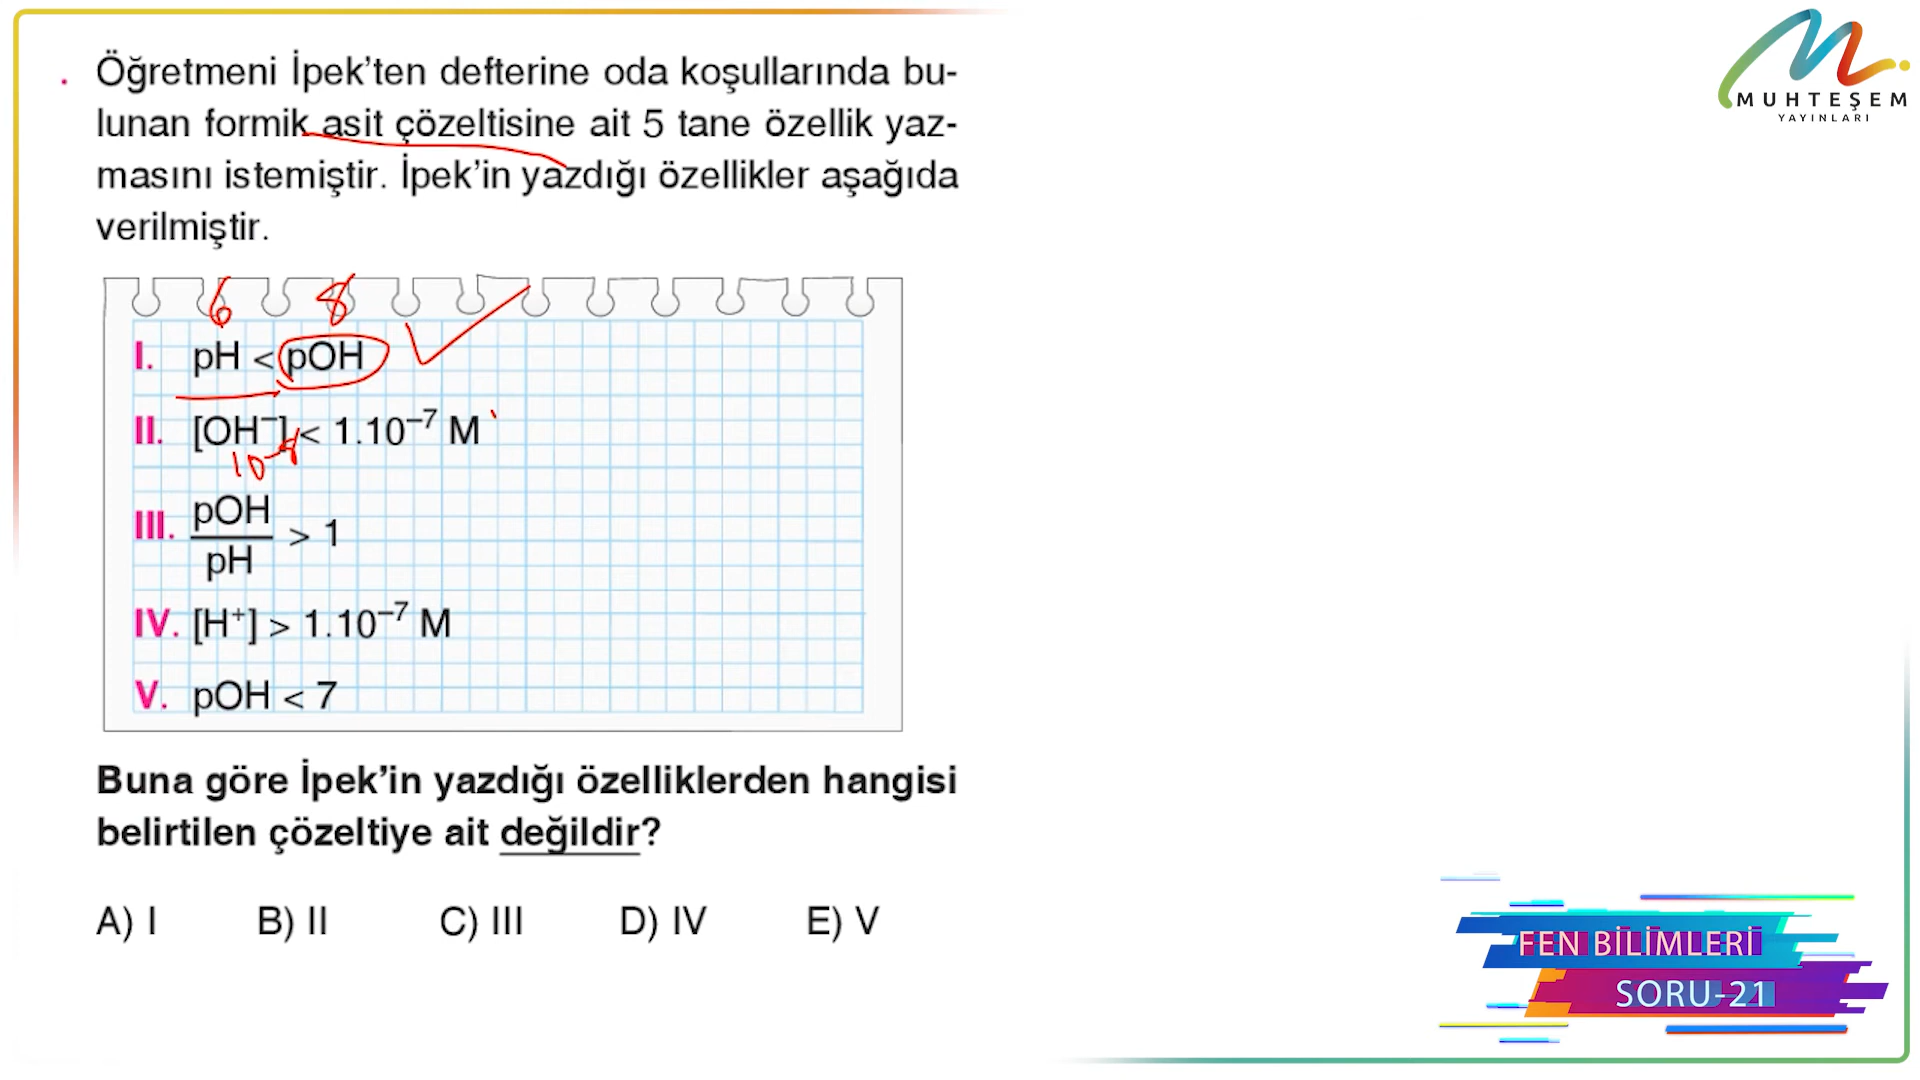 MUHTEŞEM
YAYINLARI
. Öğretmeni İpek’ten defterine oda koşullarında bu-
lunan formik asit çözeltisine ait 5 tane özellik yaz-
masını istemiştir. İpek’in yazdığı özellikler aşağıda
verilmiştir.
6 8
I. pH < pOH
II. [OH⁻] < 1.10⁻⁷ M
10⁻⁸
III. pOH/pH > 1
IV. [H⁺] > 1.10⁻⁷ M
V. pOH < 7
Buna göre İpek’in yazdığı özelliklerden hangisi
belirtilen çözeltiye ait değildir?
A) I B) II C) III D) IV E) V
FEN BİLİMLERİ
SORU-21